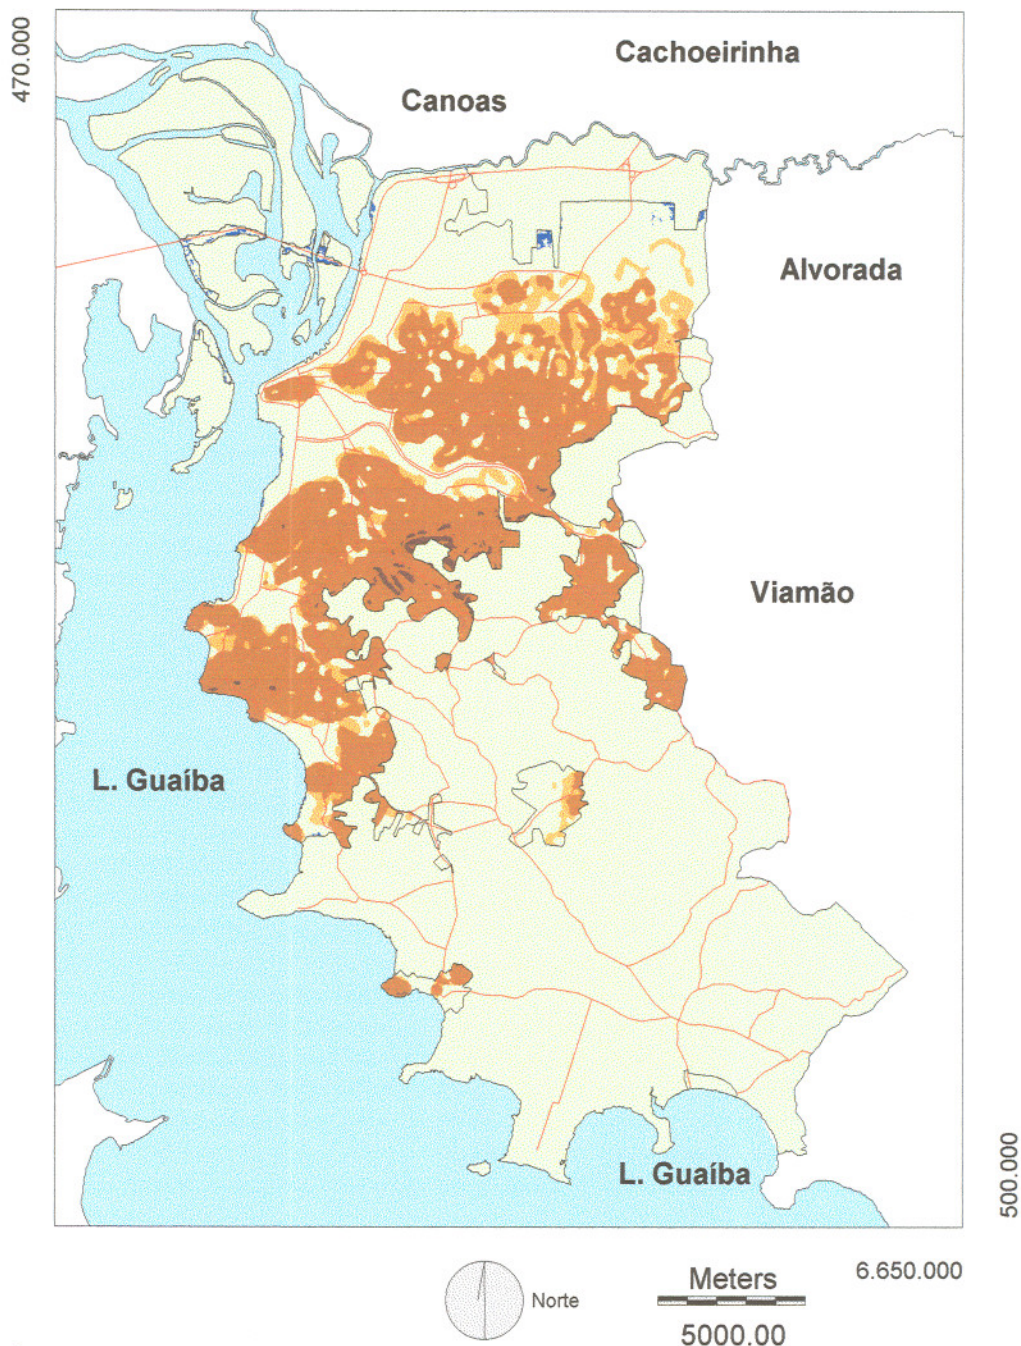 470.000
Cachoeirinha
Canoas
Alvorada
Viamão
L. Guaíba
L. Guaíba
500.000
6.650.000
Norte
Meters
5000.00